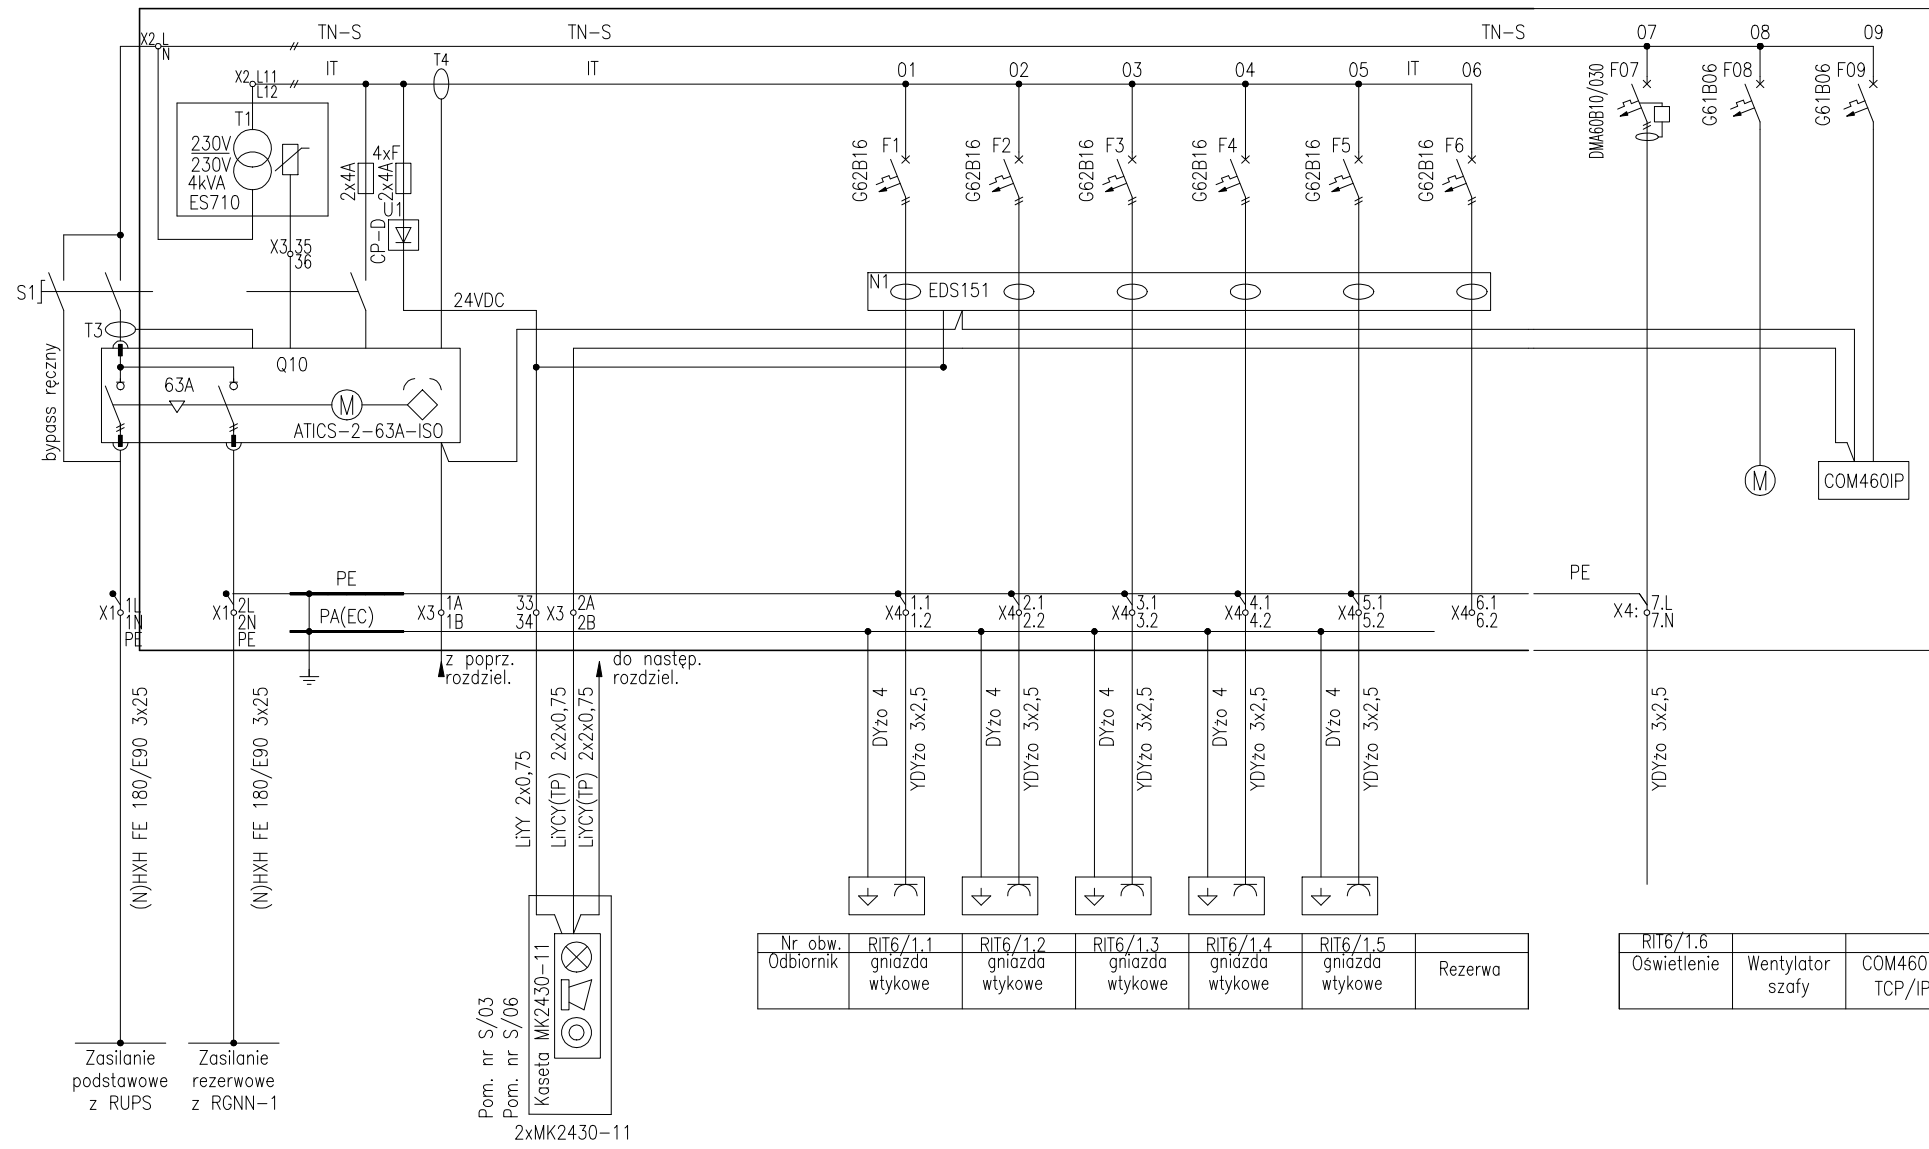 TN-S
TN-S
TN-S
07
08
09
X2 L
N
IT
T4
IT
01
02
03
04
05
IT
06
X2 L11
L12
T1
230V
230V
4kVA
ES710
2x4A
4xF
2x4A
U1
CP-D
X3 35
36
F1
G62B16
F2
G62B16
F3
G62B16
F4
G62B16
F5
G62B16
F6
G62B16
F07
DMA60B10/030
F08
G61B06
F09
G61B06
S1
T3
24VDC
N1
EDS151
bypass ręczny
Q10
63A
M
ATICS-2-63A-ISO
M
COM460IP
PE
PE
PA(EC)
X1 1L
1N
PE
X1 2L
2N
PE
X3 1A
1B
33
34
X3 2A
2B
X4 1.1
1.2
X4 2.1
2.2
X4 3.1
3.2
X4 4.1
4.2
X4 5.1
5.2
X4 6.1
6.2
X4: 7.L
7.N
z poprz.
rozdziel.
do następ.
rozdziel.
(N)HXH FE 180/E90 3x25
(N)HXH FE 180/E90 3x25
LiYY 2x0,75
LiYCY(TP) 2x2x0,75
LiYCY(TP) 2x2x0,75
DYżo 4
YDYżo 3x2,5
DYżo 4
YDYżo 3x2,5
DYżo 4
YDYżo 3x2,5
DYżo 4
YDYżo 3x2,5
DYżo 4
YDYżo 3x2,5
YDYżo 3x2,5
Nr obw.
RIT6/1.1
RIT6/1.2
RIT6/1.3
RIT6/1.4
RIT6/1.5
RIT6/1.6
Odbiornik
gniazda
wtykowe
gniazda
wtykowe
gniazda
wtykowe
gniazda
wtykowe
gniazda
wtykowe
Rezerwa
Oświetlenie
Wentylator
szafy
COM460
TCP/IP
Pom. nr S/03
Pom. nr S/06
Kaseta MK2430-11
2xMK2430-11
Zasilanie
podstawowe
z RUPS
Zasilanie
rezerwowe
z RGNN-1